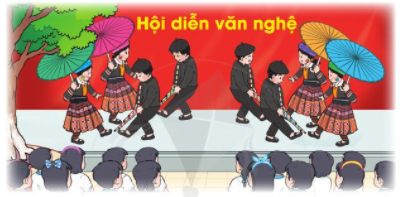 Hội diễn văn nghệ